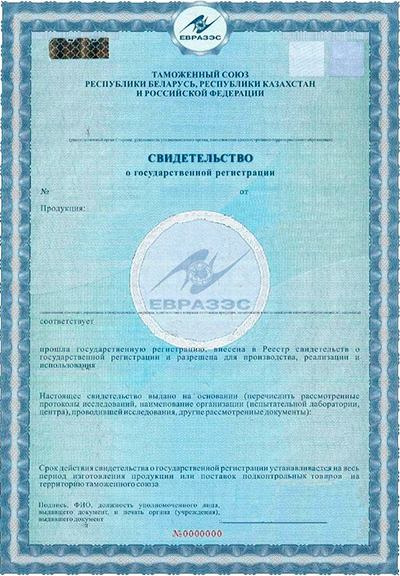 ЕВРАЗЭС
ТАМОЖЕННЫЙ СОЮЗ
РЕСПУБЛИКИ БЕЛАРУСЬ, РЕСПУБЛИКИ КАЗАХСТАН
И РОССИЙСКОЙ ФЕДЕРАЦИИ
СВИДЕТЕЛЬСТВО
о государственной регистрации
№ от
Продукция:
ЕВРАЗЭС
соответствует
прошла государственную регистрацию, внесена в Реестр свидетельств о
государственной регистрации и разрешена для производства, реализации и
использования
Настоящее свидетельство выдано на основании (перечислить рассмотренные
протоколы исследований, наименование организации (испытательной лаборатории,
центра), проводившей исследования, другие рассмотренные документы):
Срок действия свидетельства о государственной регистрации устанавливается на весь
период изготовления продукции или поставок подконтрольных товаров на
территорию таможенного союза
Подпись, ФИО, должность уполномоченного лица,
выдавшего документ, и печать органа (учреждения),
выдавшего документ
№0000000